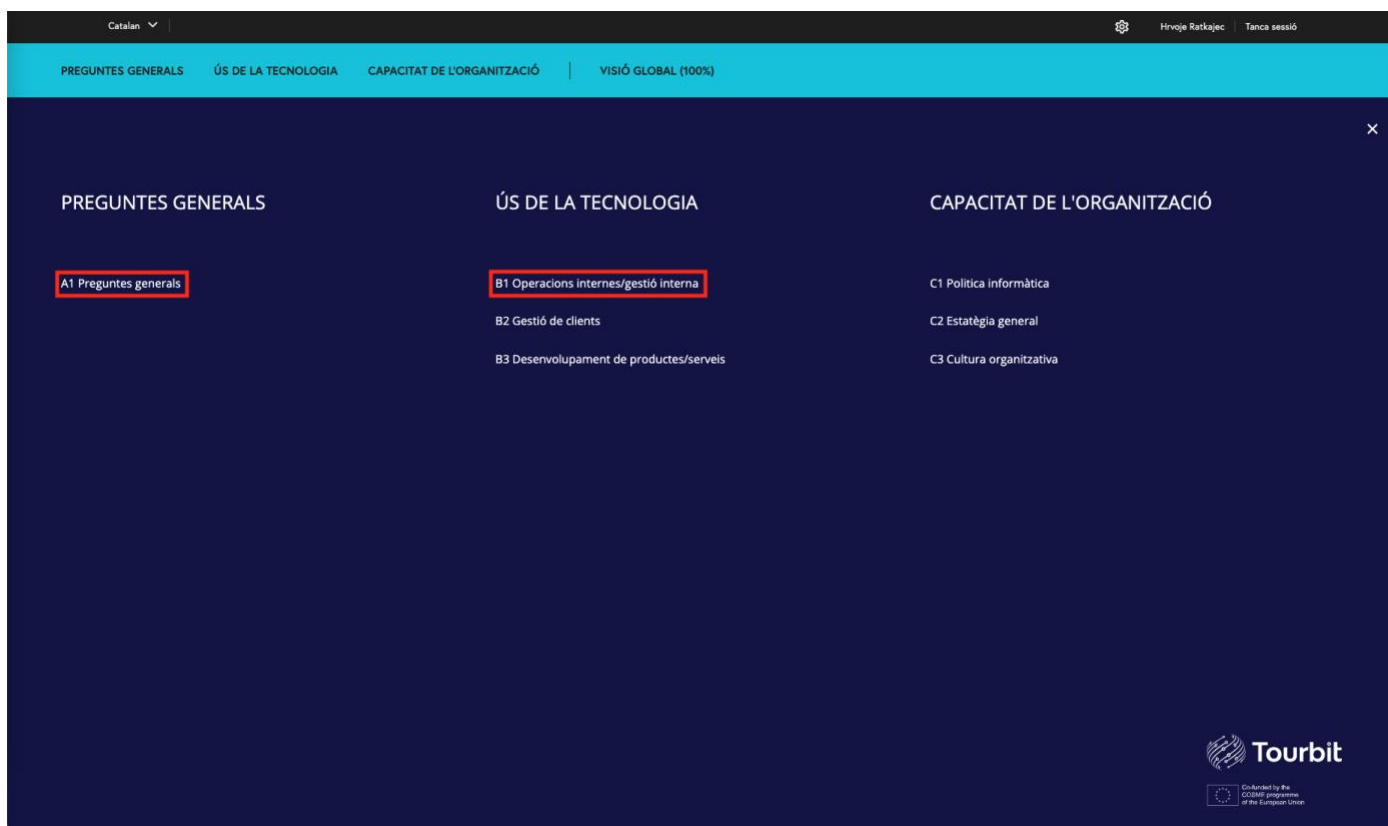 Catalan
Hrvoje Ratkajec
Tanca sessió
PREGUNTES GENERALS
ÚS DE LA TECNOLOGIA
CAPACITAT DE L'ORGANITZACIÓ
VISIÓ GLOBAL (100%)
PREGUNTES GENERALS
A1 Preguntes generals
ÚS DE LA TECNOLOGIA
B1 Operacions internes/gestió interna
B2 Gestió de clients
B3 Desenvolupament de productes/serveis
CAPACITAT DE L'ORGANITZACIÓ
C1 Politica informàtica
C2 Estatègia general
C3 Cultura organitzativa
Tourbit
Co-funded by the
COSME programme
of the European Union